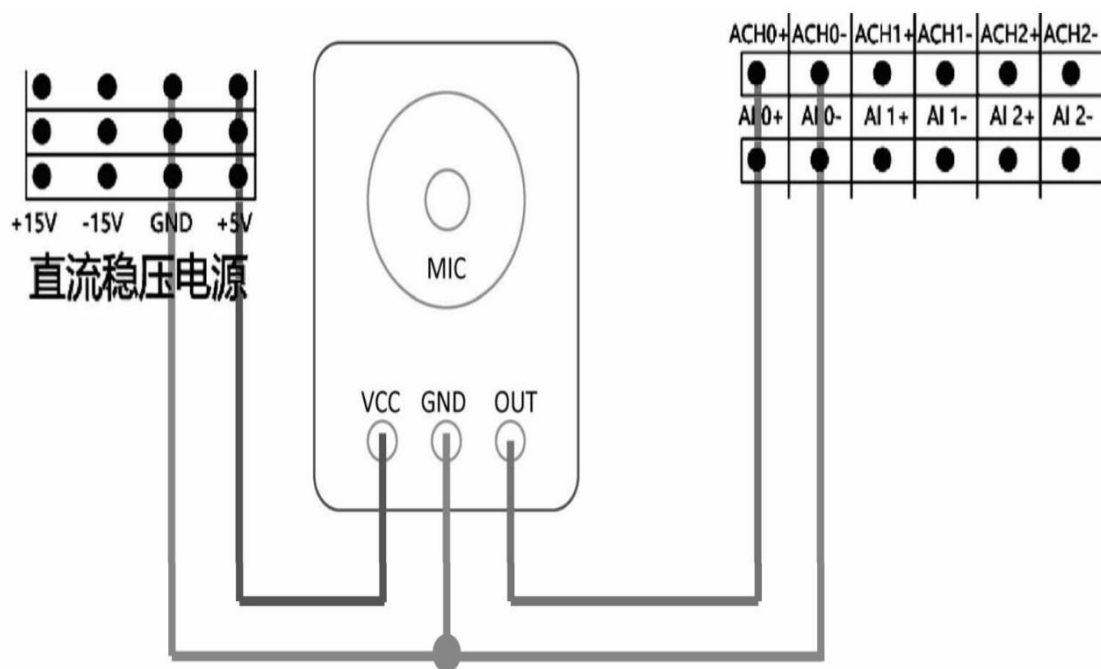 ACH0+ ACH0- ACH1+ ACH1- ACH2+ ACH2-
AI 0+ AI 0- AI 1+ AI 1- AI 2+ AI 2-
+15V -15V GND +5V
直流稳压电源
MIC
VCC GND OUT